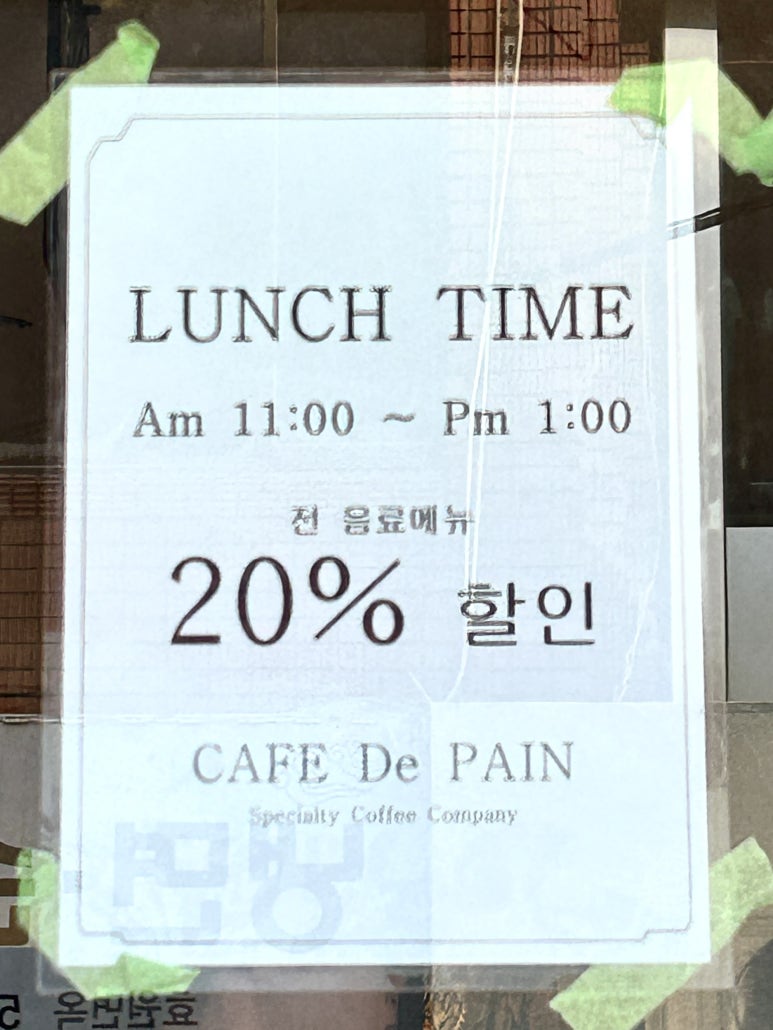 LUNCH TIME
Am 11:00 ~ Pm 1:00
전 음료메뉴
20% 할인
CAFE De PAIN
Specialty Coffee Company